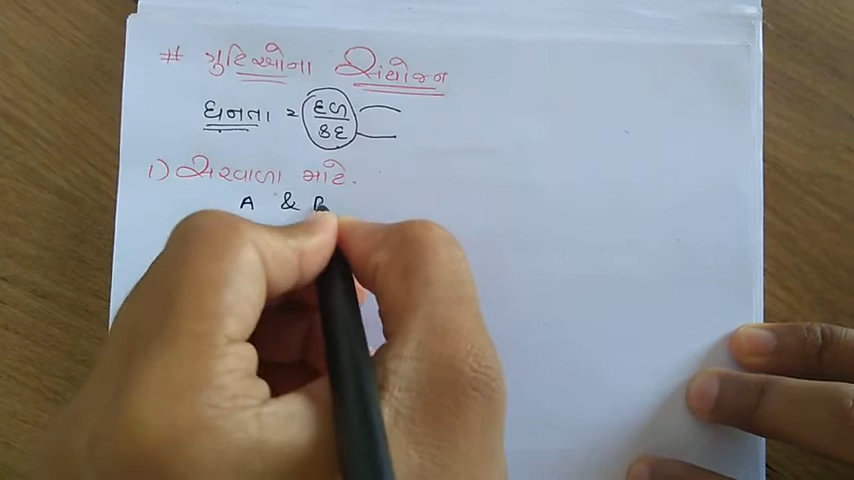 # ત્રુટિઓના સંયોજન
ઘનતા = દળ/કદ
1) સરવાળા માટે.
A & B